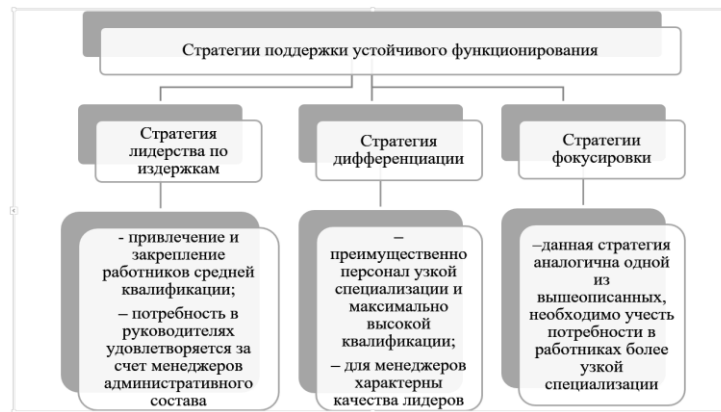 Стратегии поддержки устойчивого функционирования
Стратегия
лидерства по
издержкам
Стратегия
дифференциации
Стратегии
фокусировки
- привлечение и
закрепление
работников средней
квалификации;
– потребность в
руководителях
удовлетворяется за
счет менеджеров
административного
состава
–
преимущественно
персонал узкой
специализации и
максимально
высокой
квалификации;
– для менеджеров
характерны
качества лидеров
–данная стратегия
аналогична одной
из
вышеописанных,
необходимо учесть
потребности в
работниках более
узкой
специализации